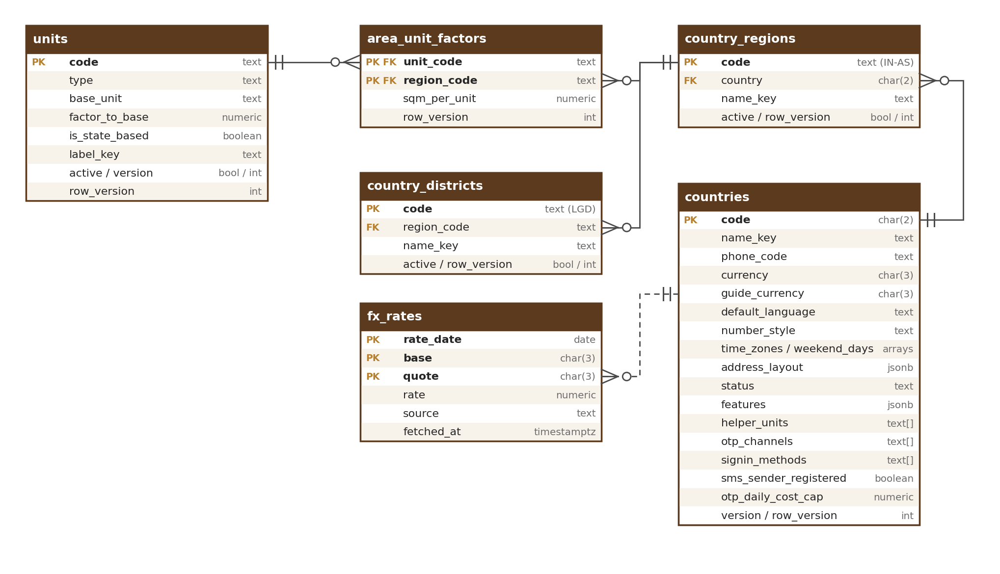 units
PK code text
type text
base_unit text
factor_to_base numeric
is_state_based boolean
label_key text
active / version bool / int
row_version int
area_unit_factors
PK FK unit_code text
PK FK region_code text
sqm_per_unit numeric
row_version int
country_regions
PK code text (IN-AS)
FK country char(2)
name_key text
active / row_version bool / int
country_districts
PK code text (LGD)
FK region_code text
name_key text
active / row_version bool / int
countries
PK code char(2)
name_key text
phone_code text
currency char(3)
guide_currency char(3)
default_language text
number_style text
time_zones / weekend_days arrays
address_layout jsonb
status text
features jsonb
helper_units text[]
otp_channels text[]
signin_methods text[]
sms_sender_registered boolean
otp_daily_cost_cap numeric
version / row_version int
fx_rates
PK rate_date date
PK base char(3)
PK quote char(3)
rate numeric
source text
fetched_at timestamptz